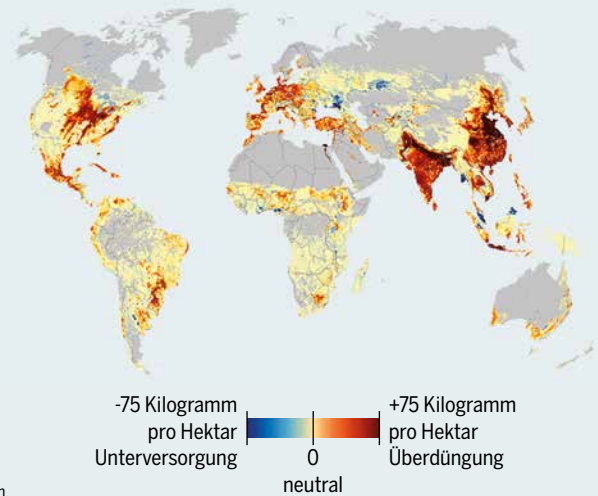 -75 Kilogramm
pro Hektar
Unterversorgung
0
neutral
+75 Kilogramm
pro Hektar
Überdüngung